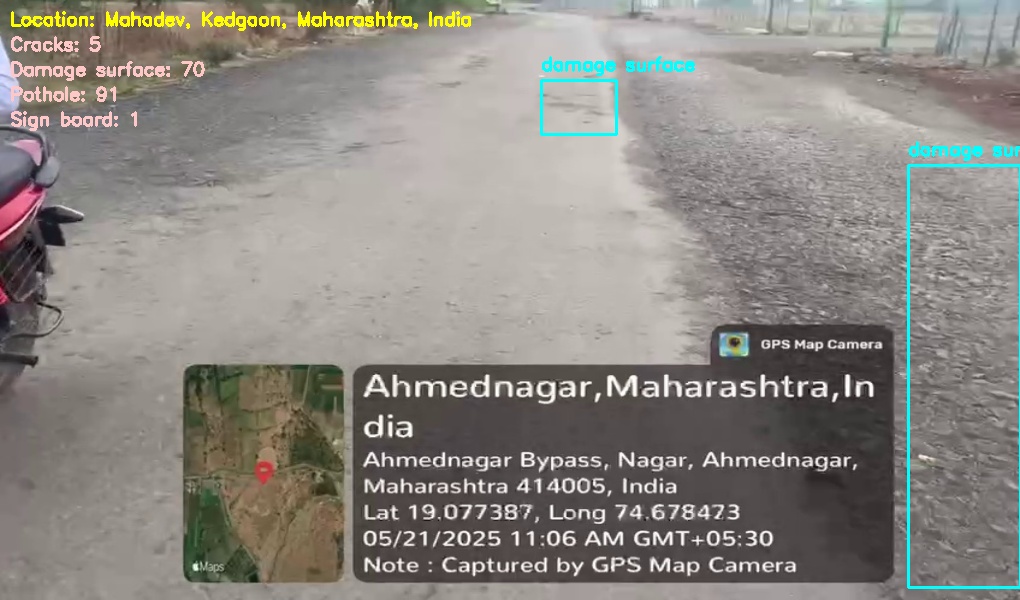 Location: Mahadev, Kedgaon, Maharashtra, India
Cracks: 5
Damage surface: 70
Pothole: 91
Sign board: 1
damage surface
damage sur
GPS Map Camera
Ahmednagar,Maharashtra,In
dia
Ahmednagar Bypass, Nagar, Ahmednagar,
Maharashtra 414005, India
Lat 19.077387, Long 74.678473
05/21/2025 11:06 AM GMT+05:30
Note : Captured by GPS Map Camera
Maps